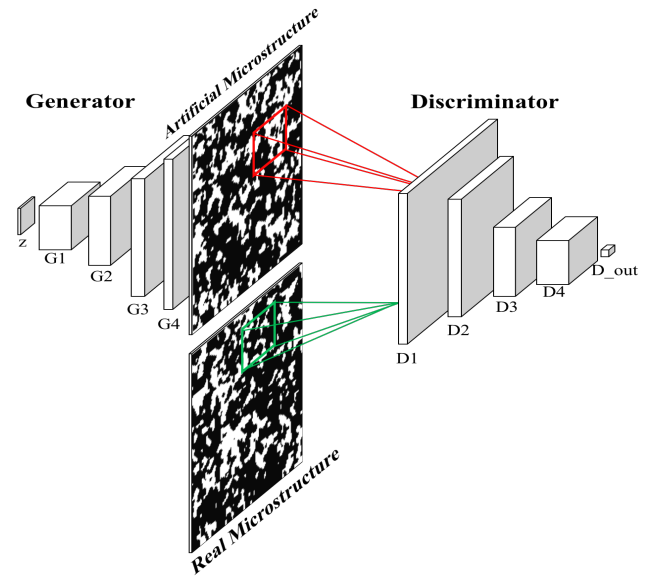 Generator
Artificial Microstructure
Discriminator
z
G1
G2
G3
G4
D1
D2
D3
D4
D_out
Real Microstructure